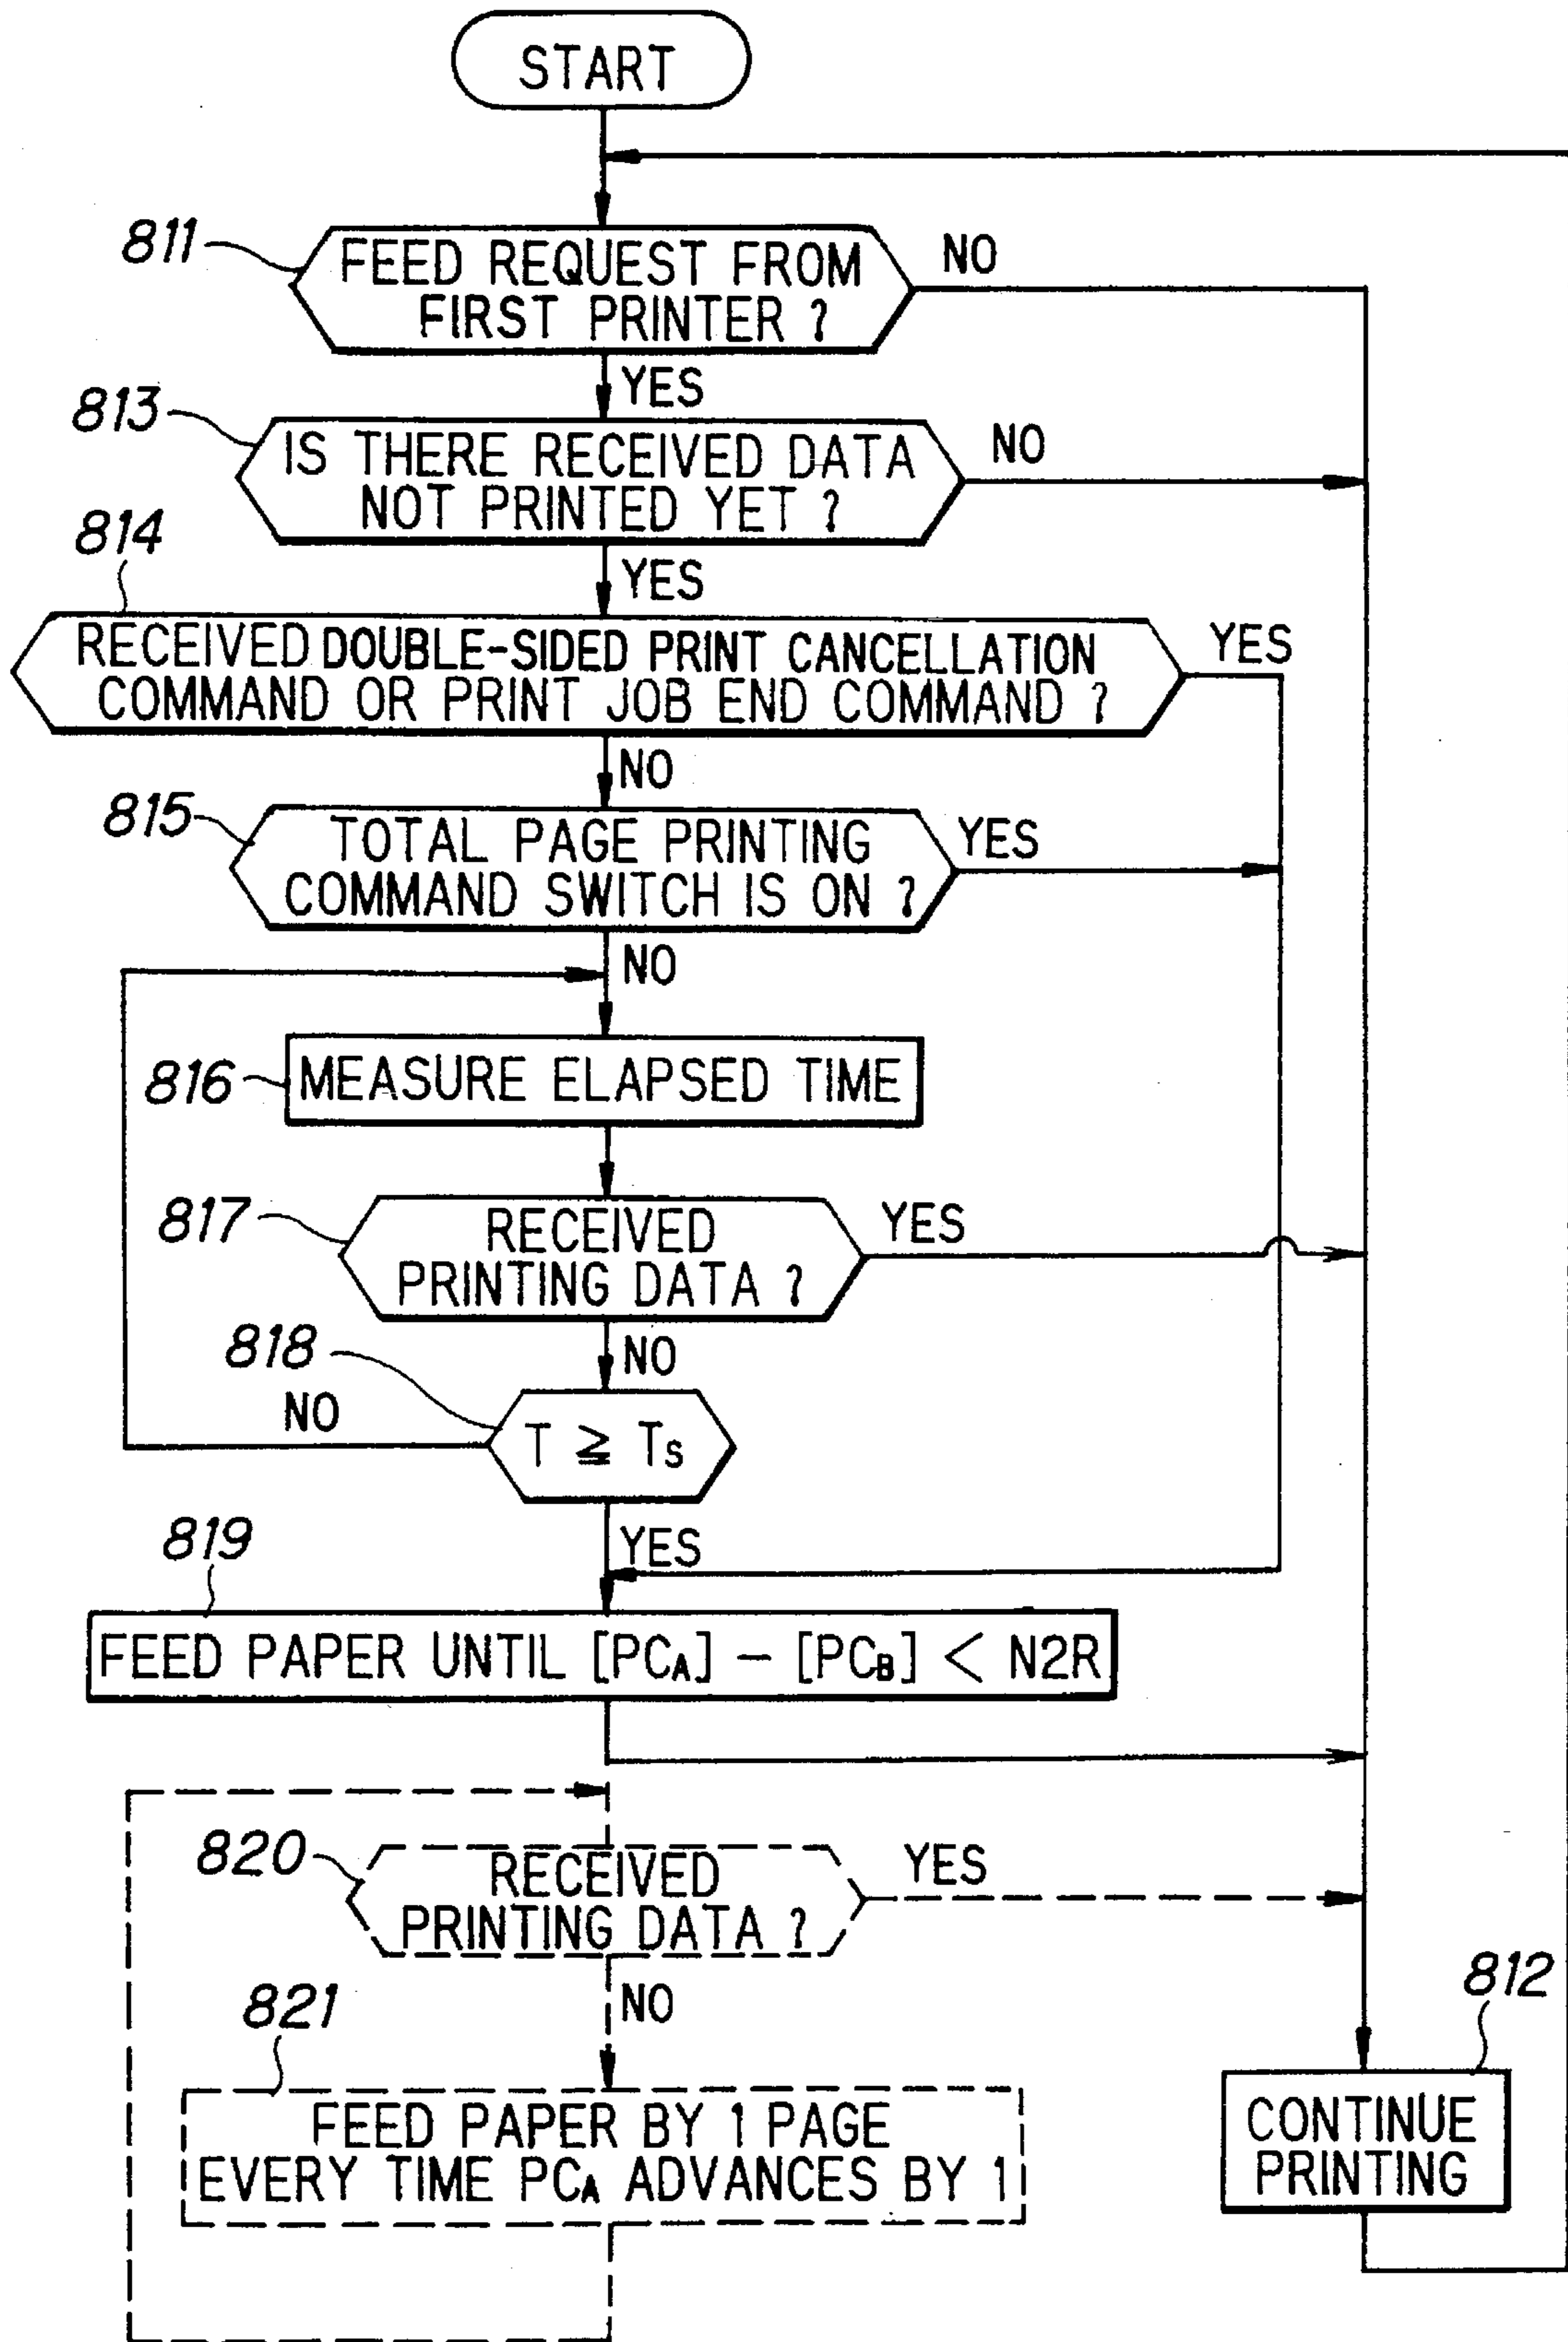 START
811
FEED REQUEST FROM
FIRST PRINTER ?
NO
YES
813
IS THERE RECEIVED DATA
NOT PRINTED YET ?
NO
YES
814
RECEIVED DOUBLE-SIDED PRINT CANCELLATION
COMMAND OR PRINT JOB END COMMAND ?
YES
NO
815
TOTAL PAGE PRINTING
COMMAND SWITCH IS ON ?
YES
NO
816
MEASURE ELAPSED TIME
817
RECEIVED
PRINTING DATA ?
YES
NO
818
T ≧ Ts
NO
YES
819
FEED PAPER UNTIL [PCA] – [PCB] < N2R
820
RECEIVED
PRINTING DATA ?
YES
NO
821
FEED PAPER BY 1 PAGE
EVERY TIME PCA ADVANCES BY 1
812
CONTINUE
PRINTING